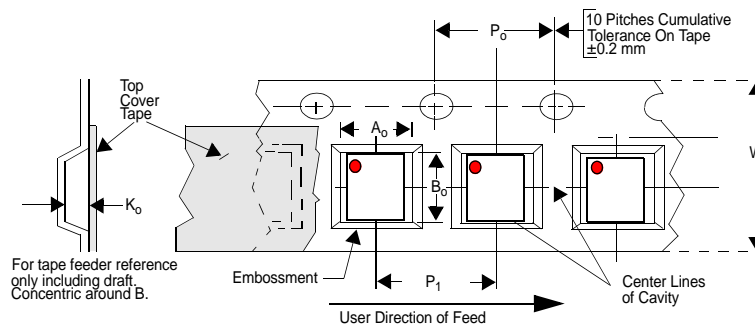 10 Pitches Cumulative
Tolerance On Tape
±0.2 mm
Po
Top
Cover
Tape
Ao
W
Bo
Ko
For tape feeder reference
only including draft.
Concentric around B.
Embossment
P1
Center Lines
of Cavity
User Direction of Feed